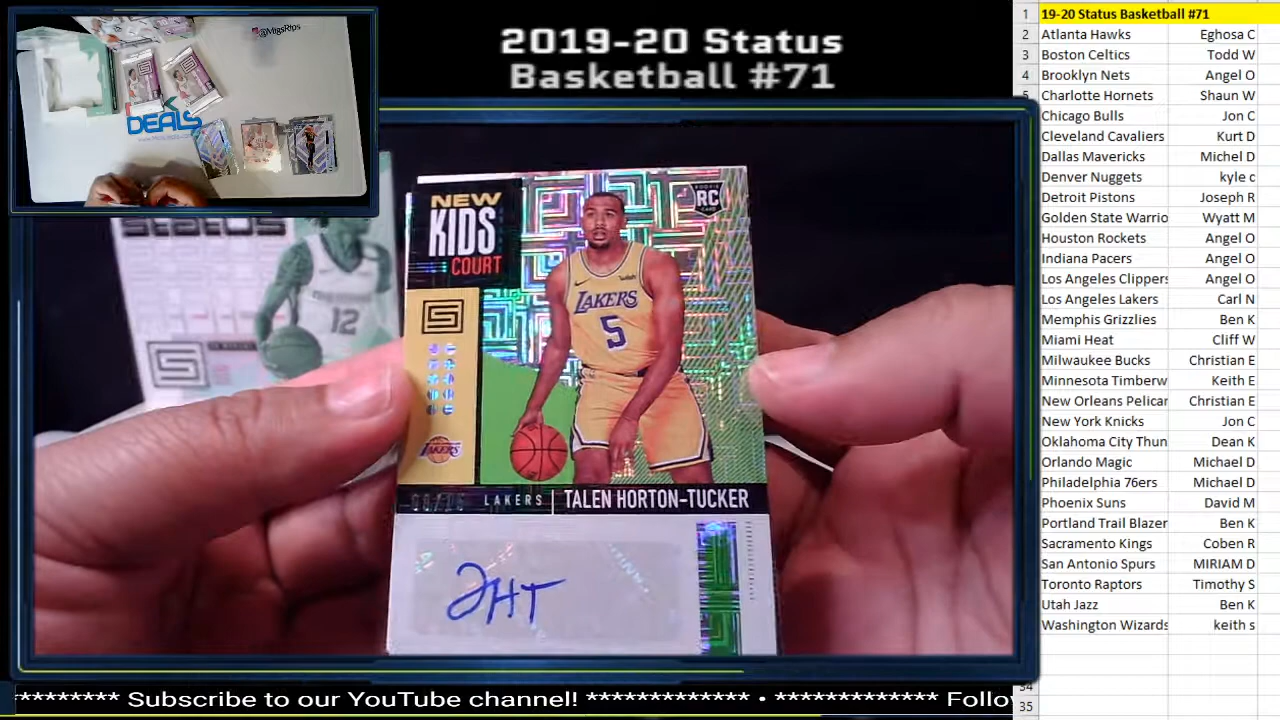 @MigsRips
DEALS
2019-20 Status
Basketball #71
NEW
KIDS
COURT
RC
LAKERS
5
LAKERS
LAKERS | TALEN HORTON-TUCKER
THT
12
1 19-20 Status Basketball #71
2 Atlanta Hawks Eghosa C
3 Boston Celtics Todd W
4 Brooklyn Nets Angel O
5 Charlotte Hornets Shaun W
Chicago Bulls Jon C
Cleveland Cavaliers Kurt D
Dallas Mavericks Michel D
Denver Nuggets kyle c
Detroit Pistons Joseph R
Golden State Warrio Wyatt M
Houston Rockets Angel O
Indiana Pacers Angel O
Los Angeles Clippers Angel O
Los Angeles Lakers Carl N
Memphis Grizzlies Ben K
Miami Heat Cliff W
Milwaukee Bucks Christian E
Minnesota Timberw Keith E
New Orleans Pelicar Christian E
New York Knicks Jon C
Oklahoma City Thun Dean K
Orlando Magic Michael D
Philadelphia 76ers Michael D
Phoenix Suns David M
Portland Trail Blazer Ben K
Sacramento Kings Coben R
San Antonio Spurs MIRIAM D
Toronto Raptors Timothy S
Utah Jazz Ben K
Washington Wizards keith s
34
35
******** Subscribe to our YouTube channel! ************* • ************* Follo